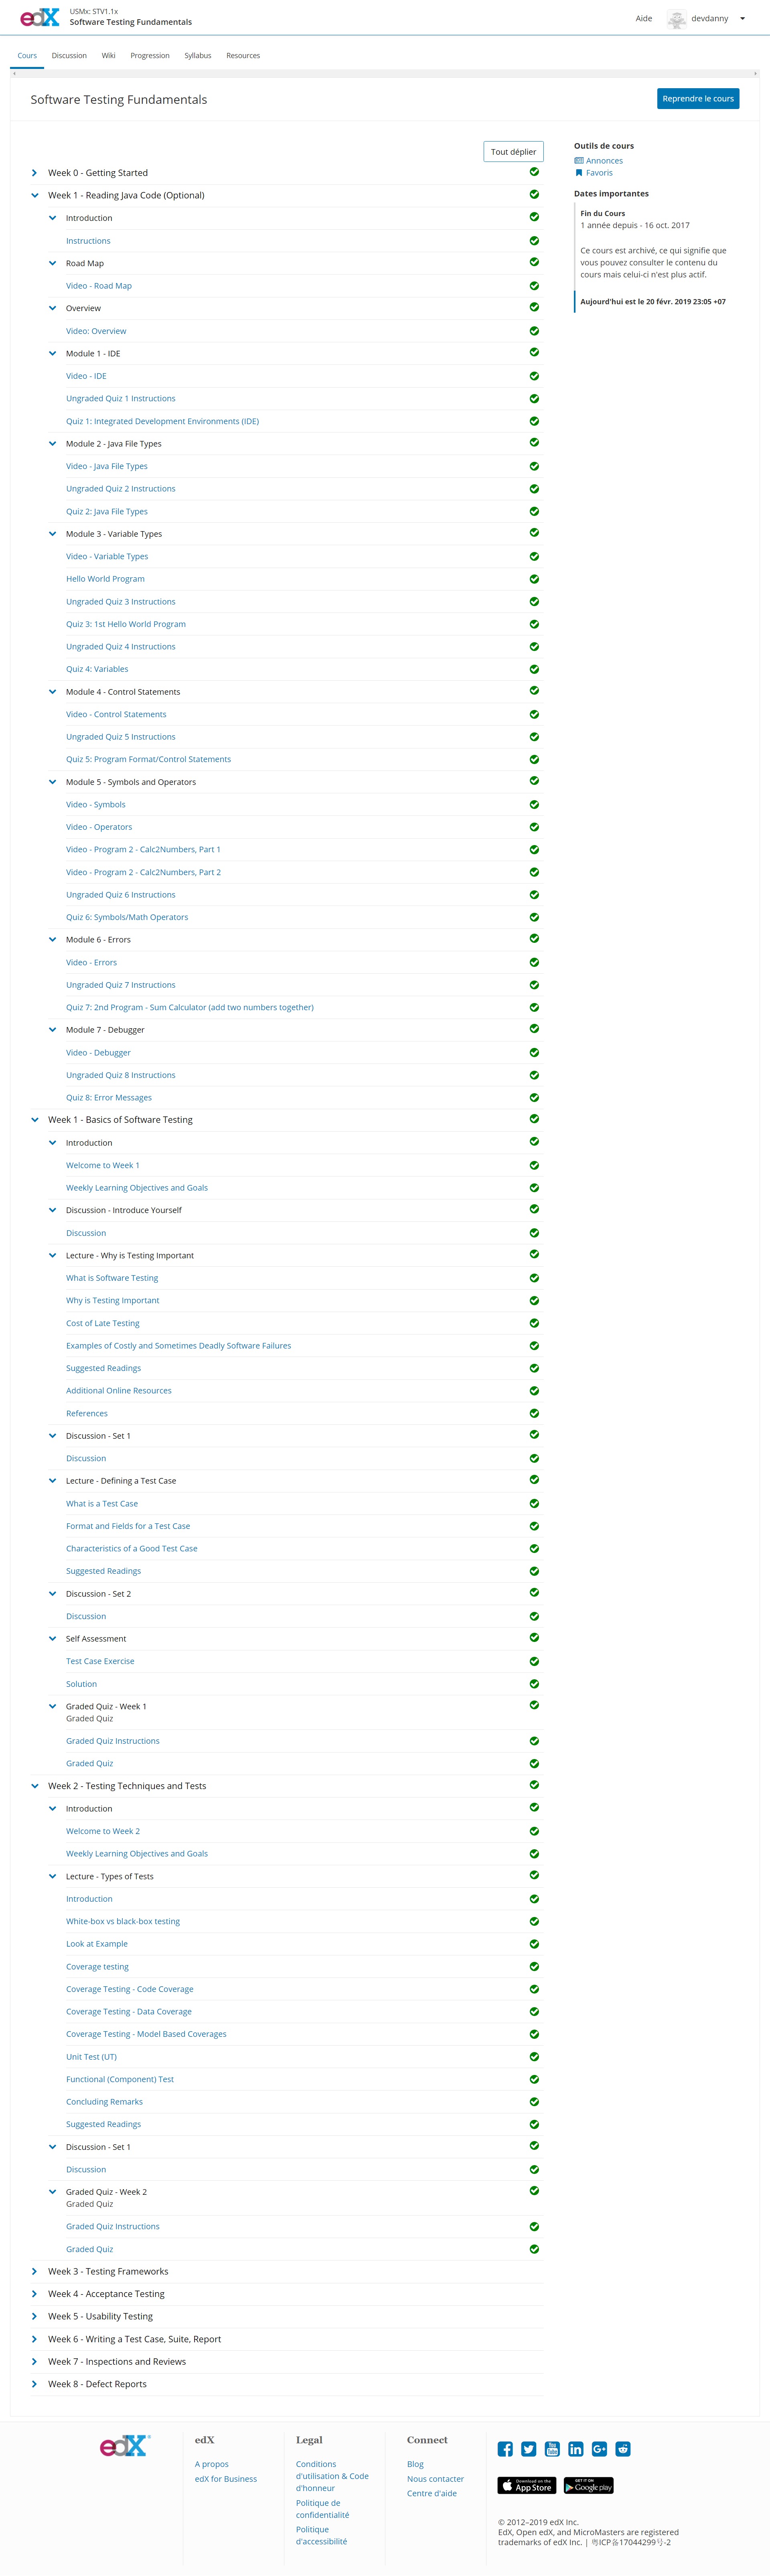 edX
USMx: STV1.1x
Software Testing Fundamentals
Aide
devdanny
Cours
Discussion
Wiki
Progression
Syllabus
Resources
Software Testing Fundamentals
Reprendre le cours
Tout déplier
Week 0 - Getting Started
Week 1 - Reading Java Code (Optional)
Introduction
Instructions
Road Map
Video - Road Map
Overview
Video: Overview
Module 1 - IDE
Video - IDE
Ungraded Quiz 1 Instructions
Quiz 1: Integrated Development Environments (IDE)
Module 2 - Java File Types
Video - Java File Types
Ungraded Quiz 2 Instructions
Quiz 2: Java File Types
Module 3 - Variable Types
Video - Variable Types
Hello World Program
Ungraded Quiz 3 Instructions
Quiz 3: 1st Hello World Program
Ungraded Quiz 4 Instructions
Quiz 4: Variables
Module 4 - Control Statements
Video - Control Statements
Ungraded Quiz 5 Instructions
Quiz 5: Program Format/Control Statements
Module 5 - Symbols and Operators
Video - Symbols
Video - Operators
Video - Program 2 - Calc2Numbers, Part 1
Video - Program 2 - Calc2Numbers, Part 2
Ungraded Quiz 6 Instructions
Quiz 6: Symbols/Math Operators
Module 6 - Errors
Video - Errors
Ungraded Quiz 7 Instructions
Quiz 7: 2nd Program - Sum Calculator (add two numbers together)
Module 7 - Debugger
Video - Debugger
Ungraded Quiz 8 Instructions
Quiz 8: Error Messages
Week 1 - Basics of Software Testing
Introduction
Welcome to Week 1
Weekly Learning Objectives and Goals
Discussion - Introduce Yourself
Discussion
Lecture - Why is Testing Important
What is Software Testing
Why is Testing Important
Cost of Late Testing
Examples of Costly and Sometimes Deadly Software Failures
Suggested Readings
Additional Online Resources
References
Discussion - Set 1
Discussion
Lecture - Defining a Test Case
What is a Test Case
Format and Fields for a Test Case
Characteristics of a Good Test Case
Suggested Readings
Discussion - Set 2
Discussion
Self Assessment
Test Case Exercise
Solution
Graded Quiz - Week 1
Graded Quiz
Graded Quiz Instructions
Graded Quiz
Week 2 - Testing Techniques and Tests
Introduction
Welcome to Week 2
Weekly Learning Objectives and Goals
Lecture - Types of Tests
Introduction
White-box vs black-box testing
Look at Example
Coverage testing
Coverage Testing - Code Coverage
Coverage Testing - Data Coverage
Coverage Testing - Model Based Coverages
Unit Test (UT)
Functional (Component) Test
Concluding Remarks
Suggested Readings
Discussion - Set 1
Discussion
Graded Quiz - Week 2
Graded Quiz
Graded Quiz Instructions
Graded Quiz
Week 3 - Testing Frameworks
Week 4 - Acceptance Testing
Week 5 - Usability Testing
Week 6 - Writing a Test Case, Suite, Report
Week 7 - Inspections and Reviews
Week 8 - Defect Reports
Outils de cours
Annonces
Favoris
Dates importantes
Fin du Cours
1 année depuis - 16 oct. 2017
Ce cours est archivé, ce qui signifie que
vous pouvez consulter le contenu du
cours mais celui-ci n'est plus actif.
Aujourd'hui est le 20 févr. 2019 23:05 +07
edX
edX
A propos
edX for Business
Legal
Conditions
d'utilisation & Code
d'honneur
Politique de
confidentialité
Politique
d'accessibilité
Connect
Blog
Nous contacter
Centre d'aide
You Tube
Download on the
App Store
GET IT ON
Google play
© 2012–2019 edX Inc.
EdX, Open edX, and MicroMasters are registered
trademarks of edX Inc. | 粤ICP备17044299号-2